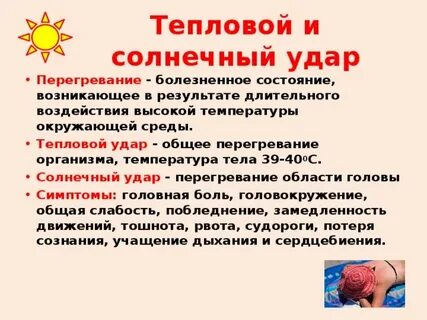 Тепловой и
солнечный удар
• Перегревание - болезненное состояние,
возникающее в результате длительного
воздействия высокой температуры
окружающей среды.
• Тепловой удар - общее перегревание
организма, температура тела 39-40⁰С.
• Солнечный удар - перегревание области головы
• Симптомы: головная боль, головокружение,
общая слабость, побледнение, замедленность
движений, тошнота, рвота, судороги, потеря
сознания, учащение дыхания и сердцебиения.